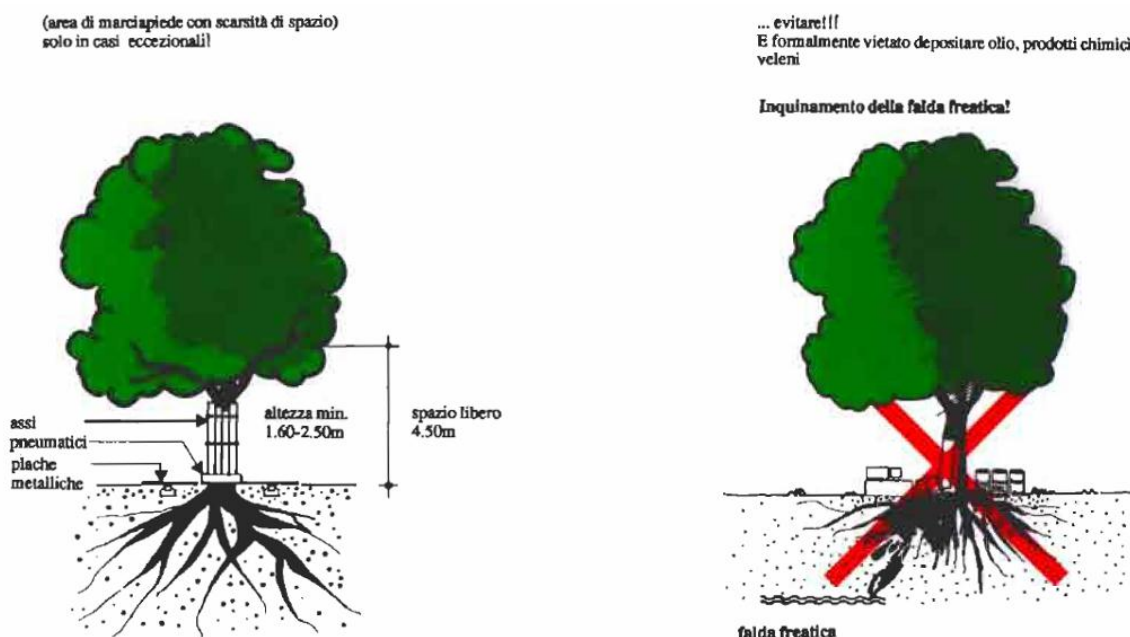 (area di marciapiede con scarsità di spazio)
solo in casi eccezionali!
assi
pneumatici
plache
metalliche
altezza min.
1.60-2.50m
spazio libero
4.50m
... evitare!!!
E formalmente vietato depositare olio, prodotti chimici
veleni
Inquinamento della falda freatica!
falda freatica